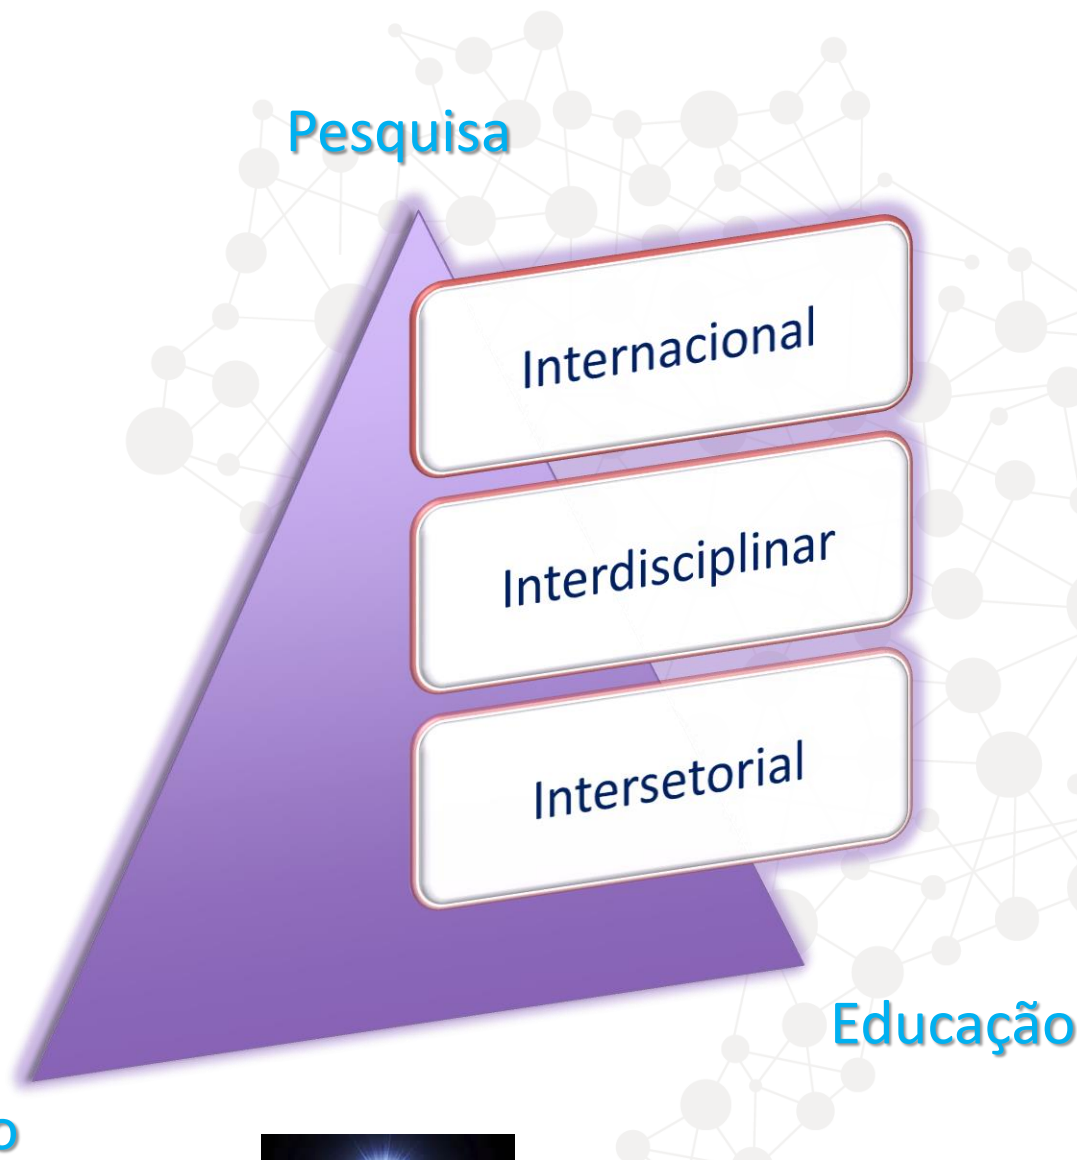 Pesquisa
Internacional
Interdisciplinar
Intersetorial
Educação